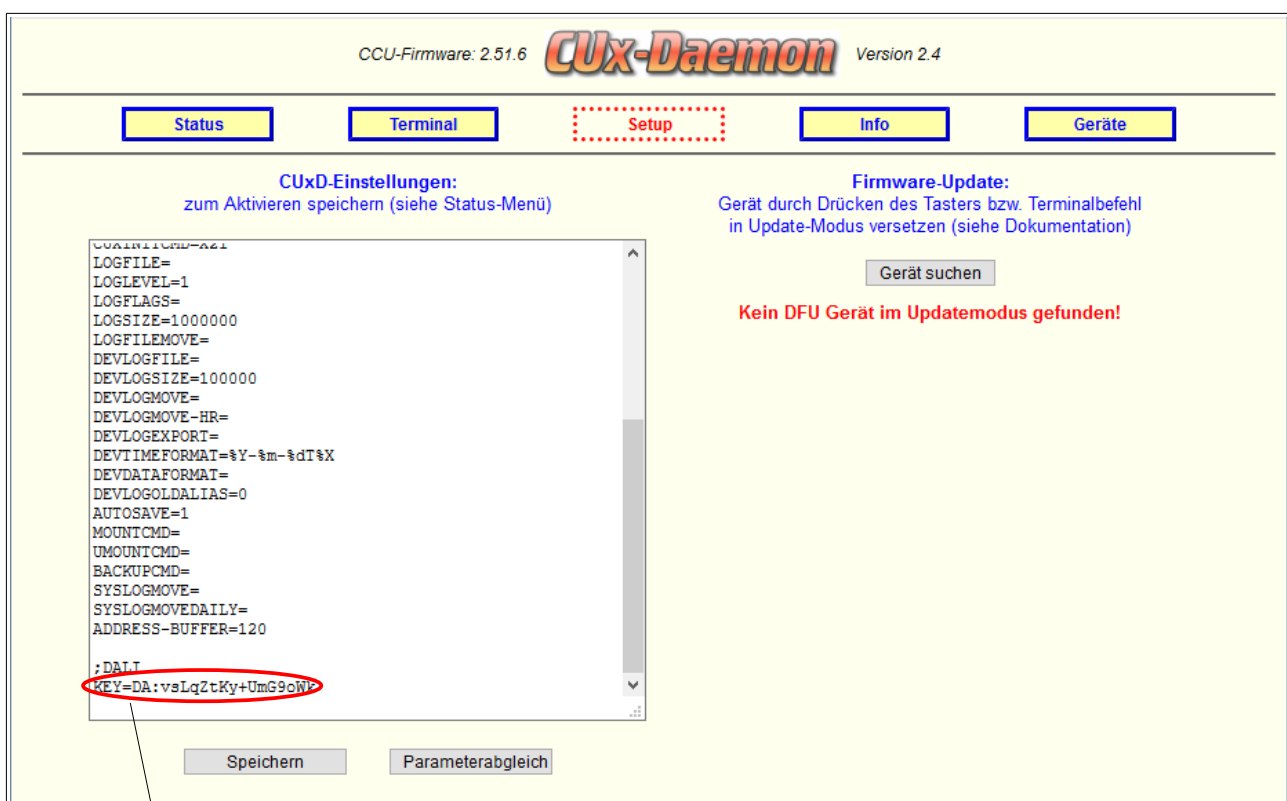 CCU-Firmware: 2.51.6 CUx-Daemon Version 2.4
Status Terminal Setup Info Geräte
CUxD-Einstellungen:
zum Aktivieren speichern (siehe Status-Menü)
CUXINITCMD=X21
LOGFILE=
LOGLEVEL=1
LOGFLAGS=
LOGSIZE=1000000
LOGFILEMOVE=
DEVLOGFILE=
DEVLOGSIZE=100000
DEVLOGMOVE=
DEVLOGMOVE-HR=
DEVLOGEXPORT=
DEVTIMEFORMAT=%Y-%m-%dT%X
DEVDATAFORMAT=
DEVLOGOLDALIAS=0
AUTOSAVE=1
MOUNTCMD=
UMOUNTCMD=
BACKUPCMD=
SYSLOGMOVE=
SYSLOGMOVEDAILY=
ADDRESS-BUFFER=120
;DALI
KEY=DA:vsLqZtKy+UmG9oWk
Speichern Parameterabgleich
Firmware-Update:
Gerät durch Drücken des Tasters bzw. Terminalbefehl
in Update-Modus versetzen (siehe Dokumentation)
Gerät suchen
Kein DFU Gerät im Updatemodus gefunden!